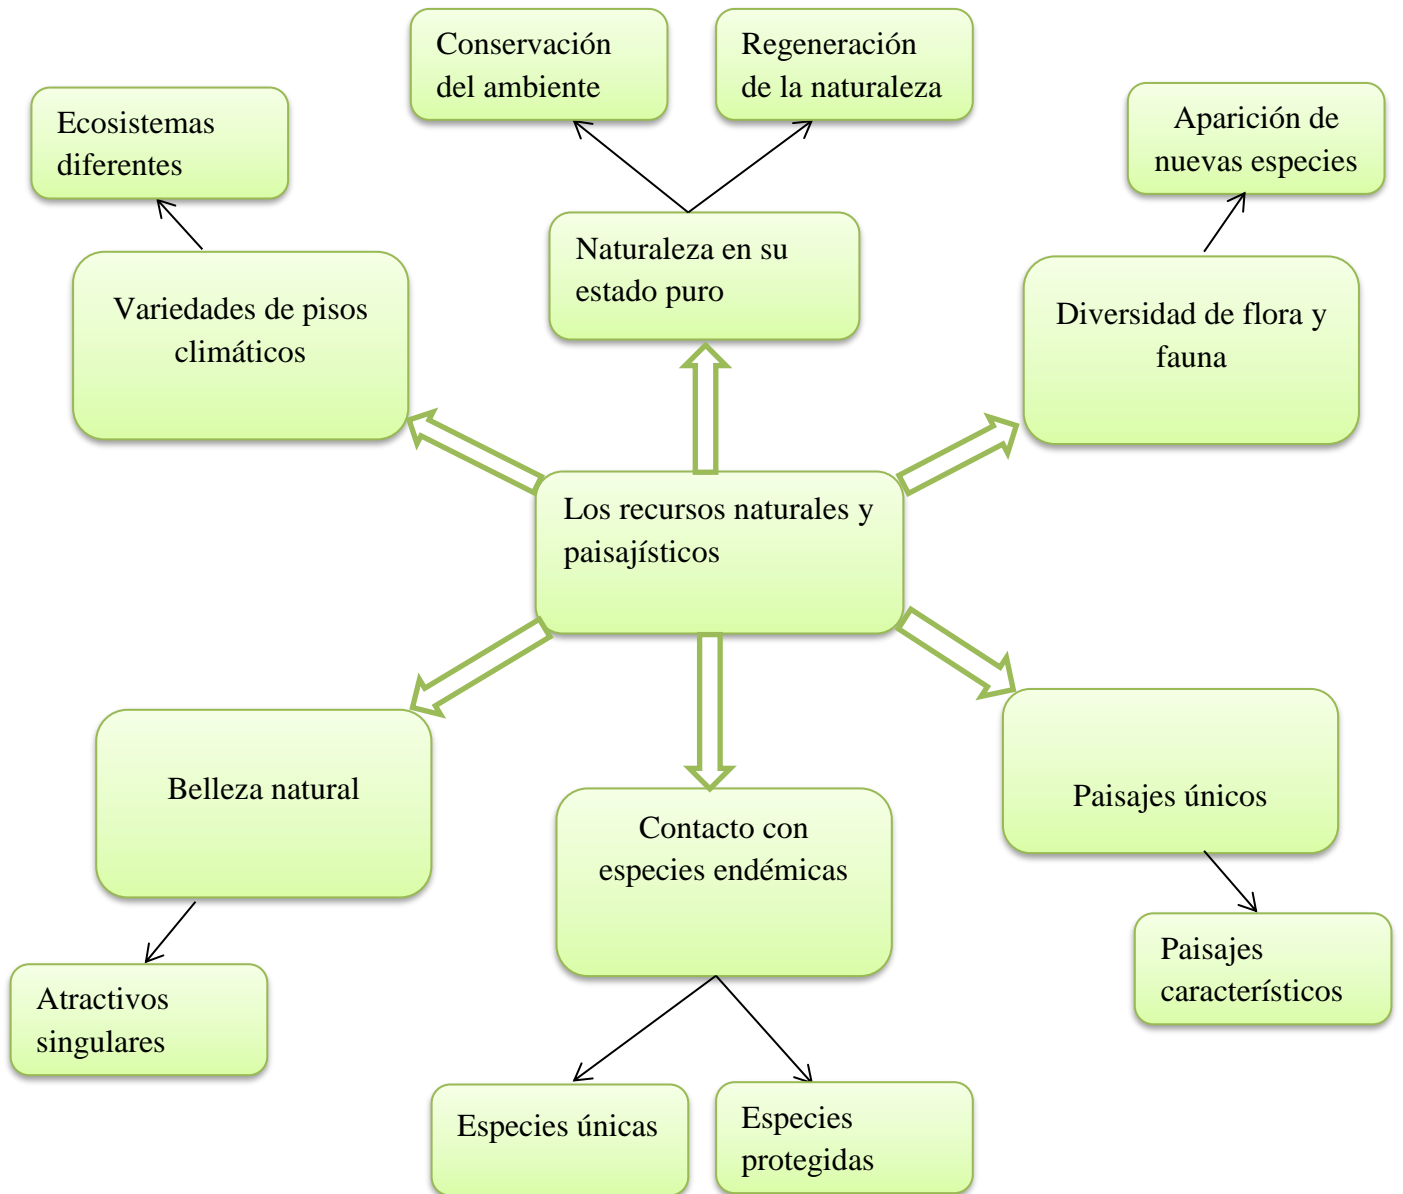 Conservación
del ambiente
Regeneración
de la naturaleza
Ecosistemas
diferentes
Aparición de
nuevas especies
Naturaleza en su
estado puro
Variedades de pisos
climáticos
Diversidad de flora y
fauna
Los recursos naturales y
paisajísticos
Belleza natural
Contacto con
especies endémicas
Paisajes únicos
Paisajes
característicos
Atractivos
singulares
Especies únicas
Especies
protegidas